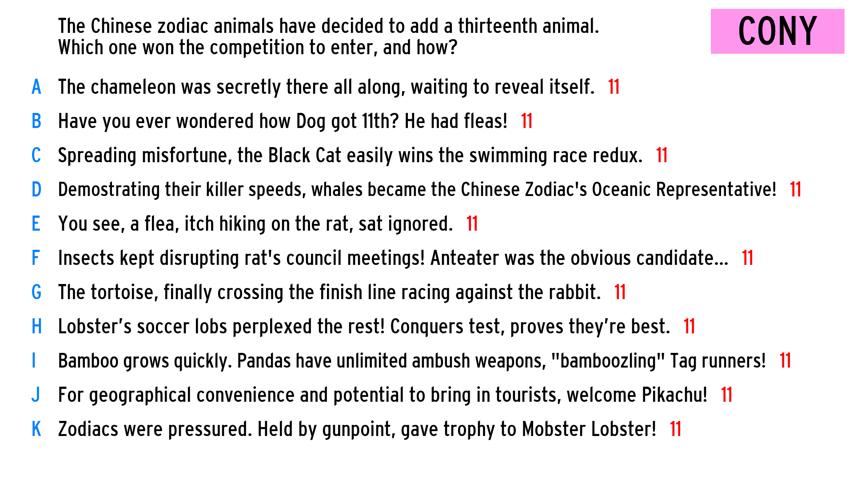 The Chinese zodiac animals have decided to add a thirteenth animal.
Which one won the competition to enter, and how?
CONY
A The chameleon was secretly there all along, waiting to reveal itself. 11
B Have you ever wondered how Dog got 11th? He had fleas! 11
C Spreading misfortune, the Black Cat easily wins the swimming race redux. 11
D Demostrating their killer speeds, whales became the Chinese Zodiac's Oceanic Representative! 11
E You see, a flea, itch hiking on the rat, sat ignored. 11
F Insects kept disrupting rat's council meetings! Anteater was the obvious candidate... 11
G The tortoise, finally crossing the finish line racing against the rabbit. 11
H Lobster’s soccer lobs perplexed the rest! Conquers test, proves they’re best. 11
I Bamboo grows quickly. Pandas have unlimited ambush weapons, "bamboozling" Tag runners! 11
J For geographical convenience and potential to bring in tourists, welcome Pikachu! 11
K Zodiacs were pressured. Held by gunpoint, gave trophy to Mobster Lobster! 11